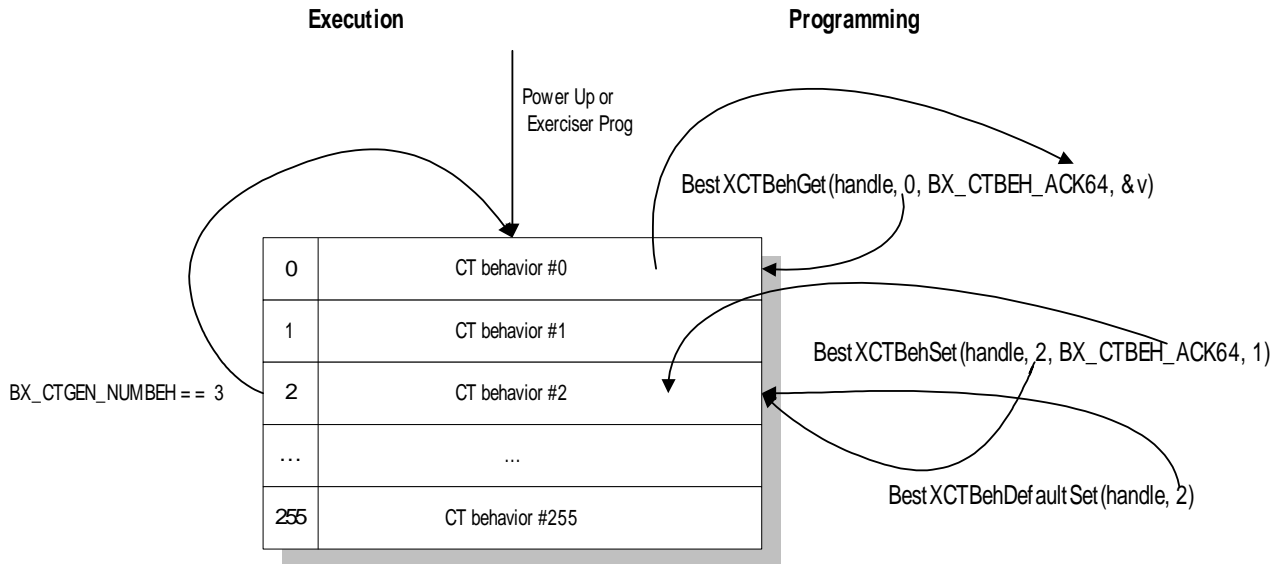 Execution
Programming
Power Up or
Exerciser Prog
BestXCTBehGet(handle, 0, BX_CTBEH_ACK64, &v)
0
CT behavior #0
1
CT behavior #1
BestXCTBehSet(handle, 2, BX_CTBEH_ACK64, 1)
BX_CTGEN_NUMBEH == 3
2
CT behavior #2
...
...
BestXCTBehDefaultSet(handle, 2)
255
CT behavior #255